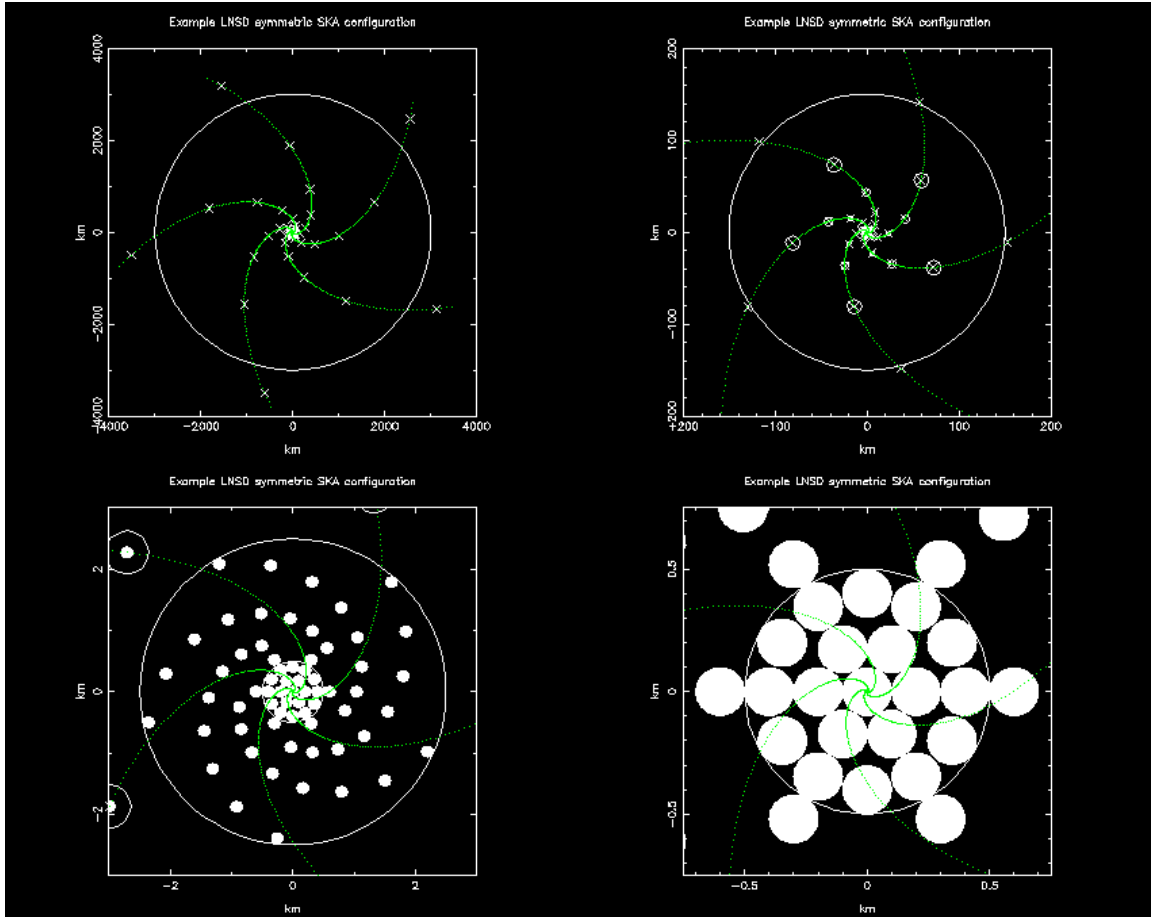 Example LNSD symmetric SKA configuration
4000
2000
0
-2000
-4000
km
-4000 -2000 0 2000 4000
km
Example LNSD symmetric SKA configuration
200
100
0
-100
-200
km
-200 -100 0 100 200
km
Example LNSD symmetric SKA configuration
2
0
-2
km
-2 0 2
km
Example LNSD symmetric SKA configuration
0.5
0
-0.5
km
-0.5 0 0.5
km